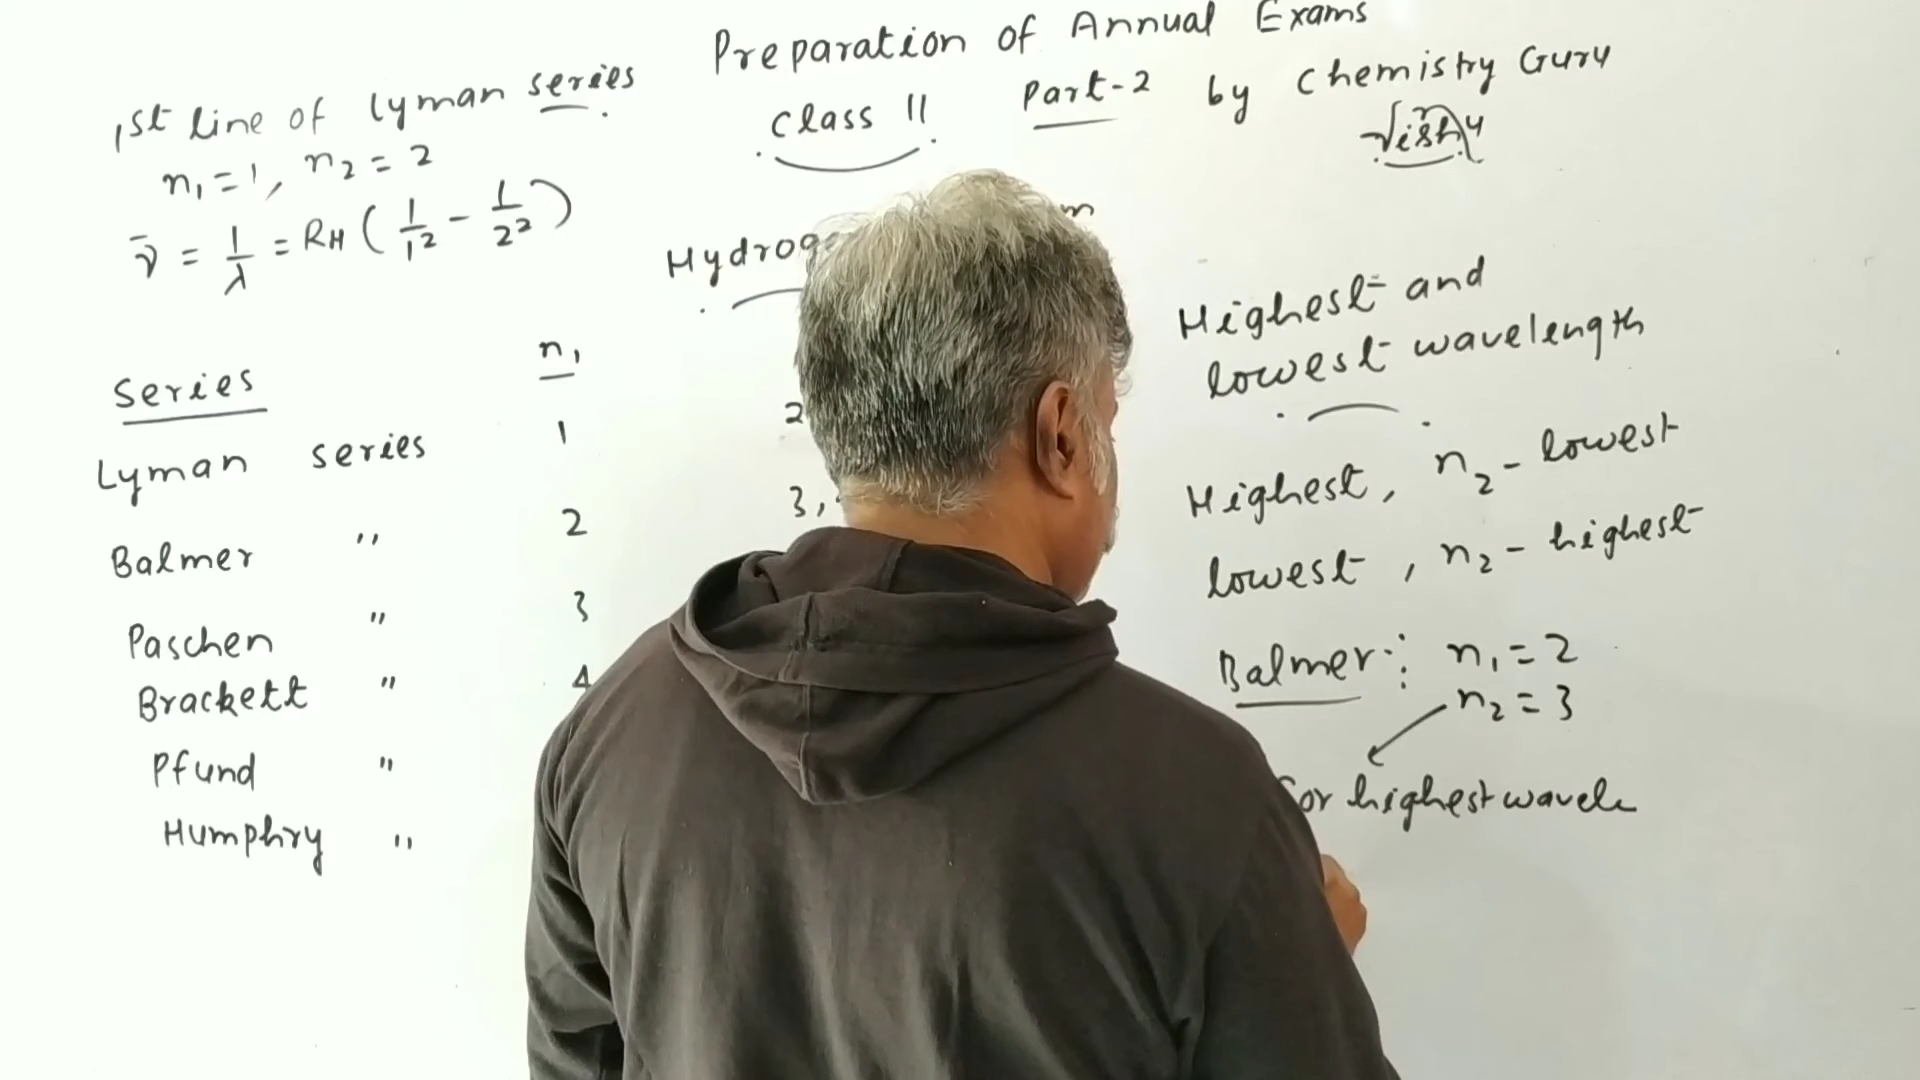 Preparation of Annual Exams
Class 11 Part-2 by Chemistry Guru
1st line of Lyman series
n₁ = 1, n₂ = 2
ν̄ = 1/λ = RH ( 1/1² - 1/2² )
Series n₁
Lyman series 1 2
Balmer " 2 3,
Paschen " 3
Brackett " 4
Pfund "
Humphry "
Highest and
lowest wavelength
Highest, n₂ - lowest
lowest, n₂ - highest
Balmer : n₁ = 2
n₂ = 3
for highest wavele